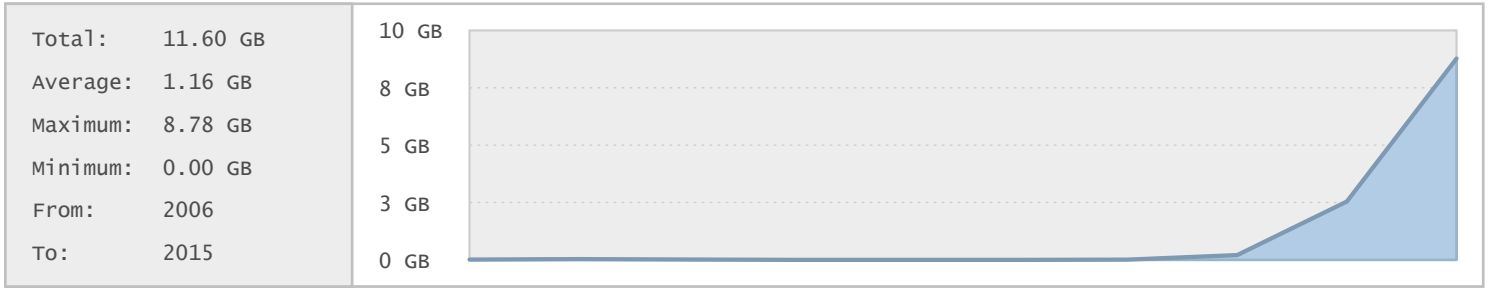 Total: 11.60 GB
Average: 1.16 GB
Maximum: 8.78 GB
Minimum: 0.00 GB
From: 2006
To: 2015
10 GB
8 GB
5 GB
3 GB
0 GB